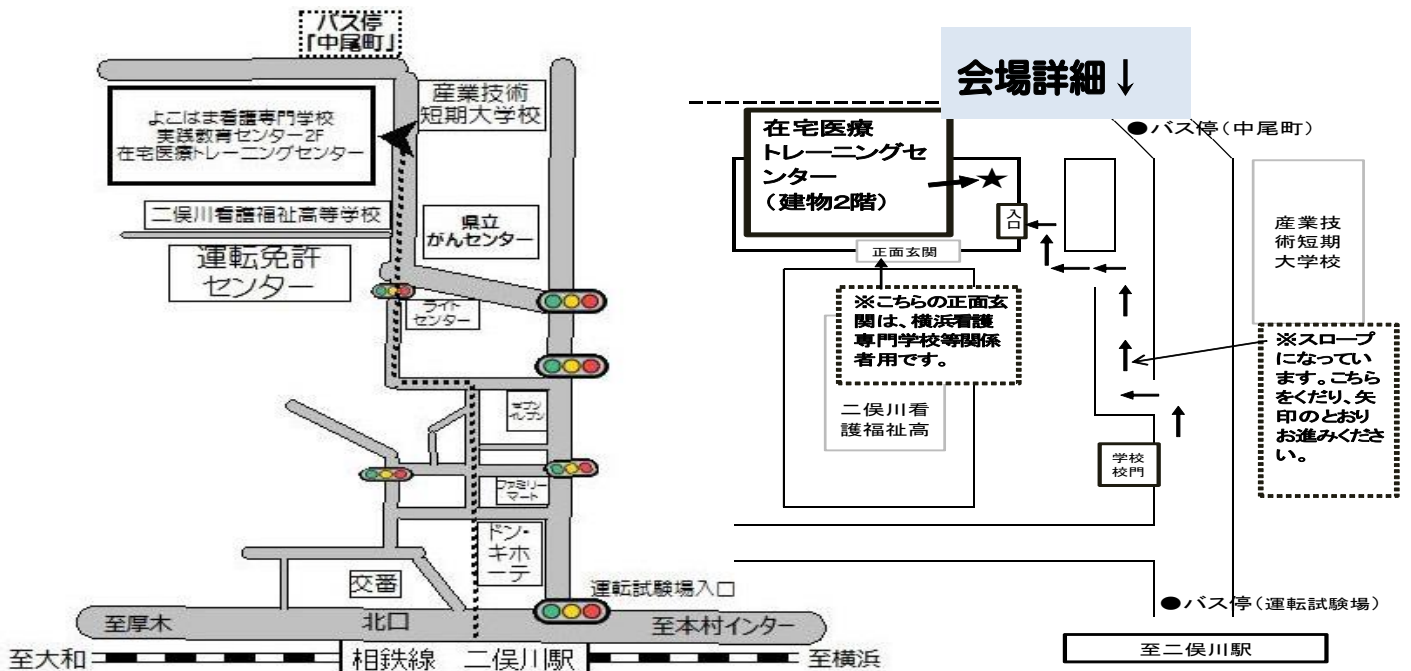 バス停
「中尾町」
よこはま看護専門学校
実践教育センター2F
在宅医療トレーニングセンター
産業技術
短期大学校
二俣川看護福祉高等学校
県立
がんセンター
運転免許
センター
ライト
センター
セブン
イレブン
ファミリー
マート
ドン・
キホ
ーテ
交番
運転試験場入口
至厚木
北口
至本村インター
至大和
相鉄線 二俣川駅
至横浜
会場詳細↓
●バス停(中尾町)
在宅医療
トレーニングセ
ンター
(建物2階)
★
入口
正面玄関
産業技
術短期
大学校
※こちらの正面玄
関は、横浜看護
専門学校等関係
者用です。
※スロープ
になってい
ます。こちら
をくだり、矢
印のとおり
お進みくださ
い。
二俣川看
護福祉高
学校
校門
●バス停(運転試験場)
至二俣川駅